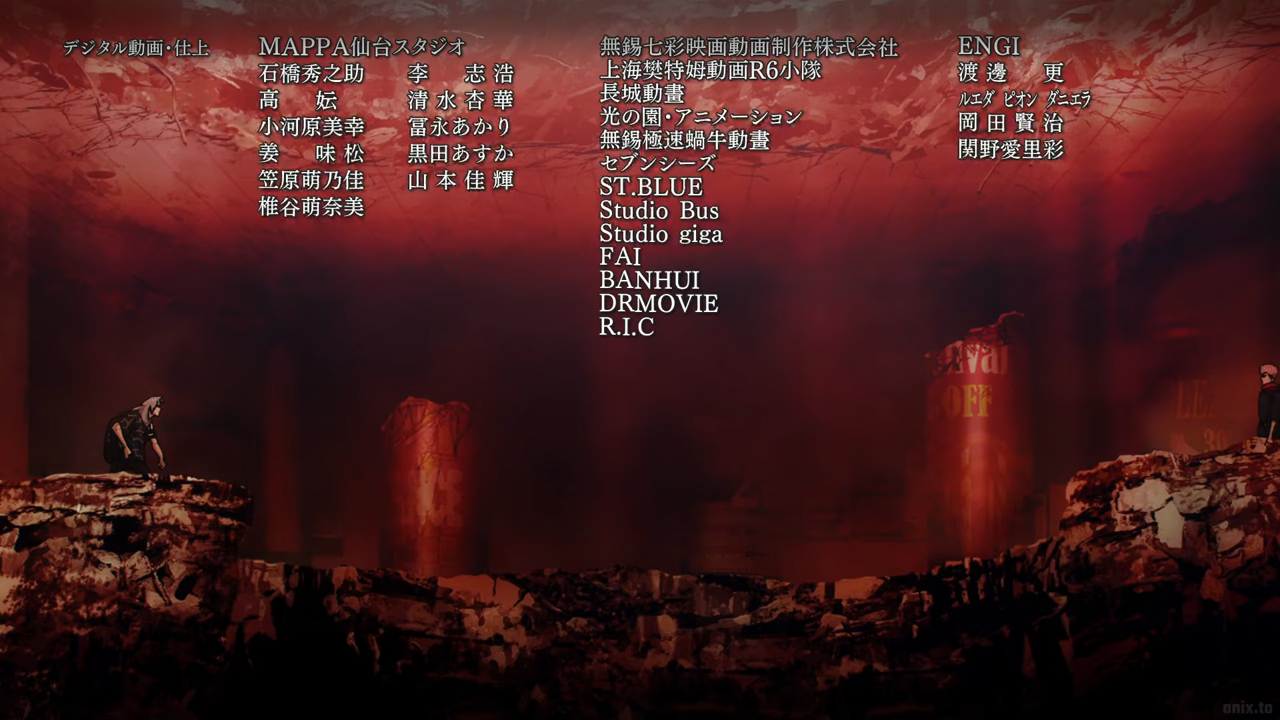 デジタル動画・仕上
MAPPA仙台スタジオ
石橋秀之助 李 志浩
高 妘 清水杏華
小河原美幸 冨永あかり
姜 味松 黒田あすか
笠原萌乃佳 山本佳輝
椎谷萌奈美
無錫七彩映画動画制作株式会社
上海樊特姆動画R6小隊
長城動畫
光の園・アニメーション
無錫極速蝸牛動畫
セブンシーズ
ST.BLUE
Studio Bus
Studio giga
FAI
BANHUI
DRMOVIE
R.I.C
ENGI
渡邊 更
ルエダ ピオン ダニエラ
岡田賢治
関野愛里彩
OFF
anix.to